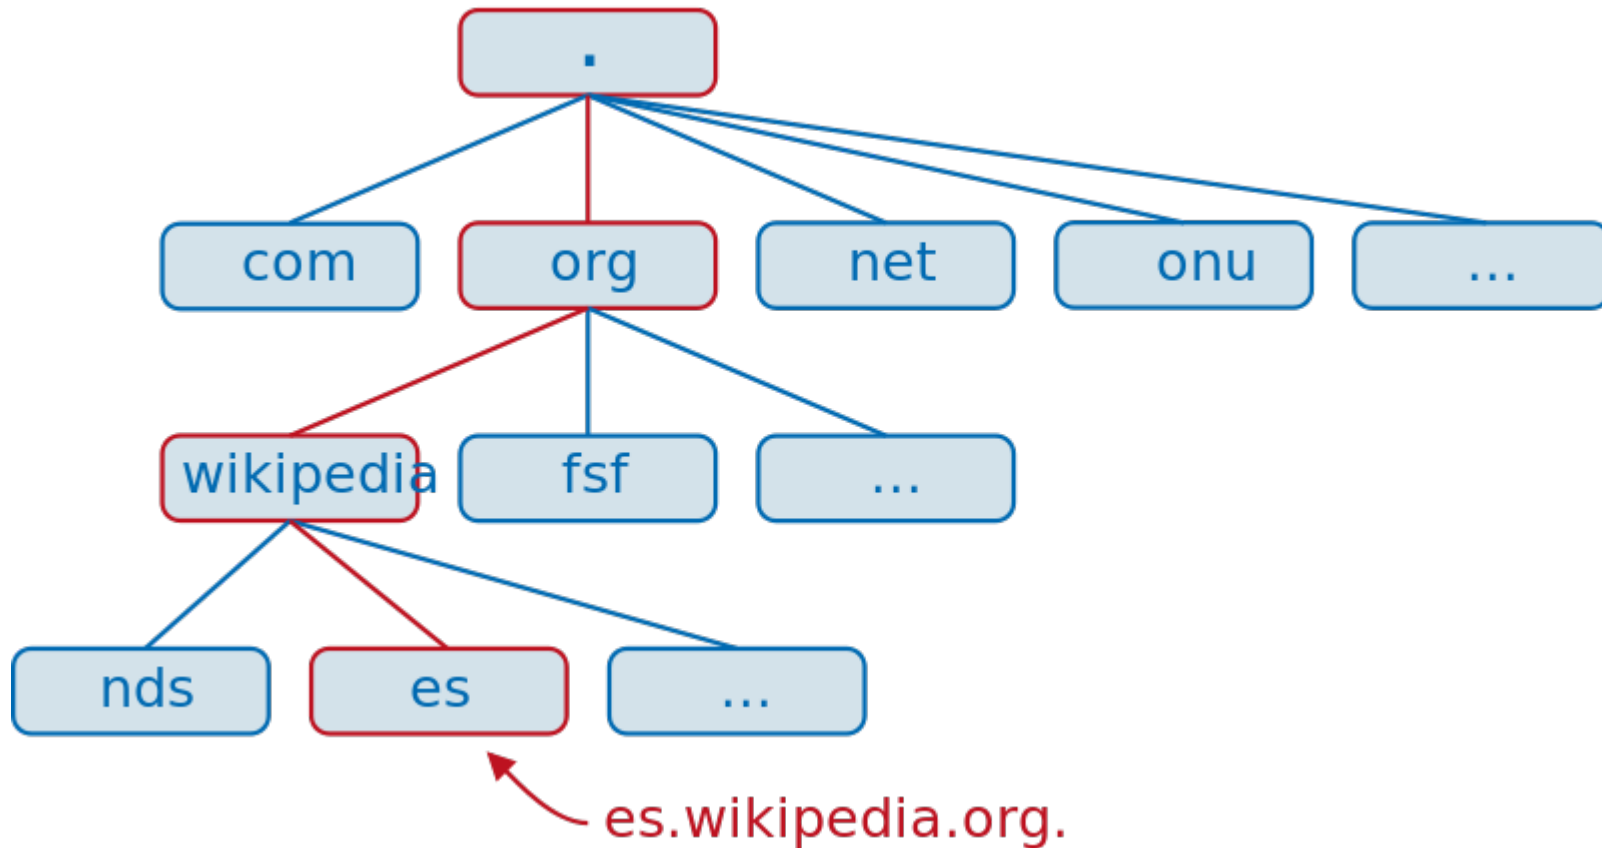 .
com org net onu ...
wikipedia fsf ...
nds es ...
es.wikipedia.org.